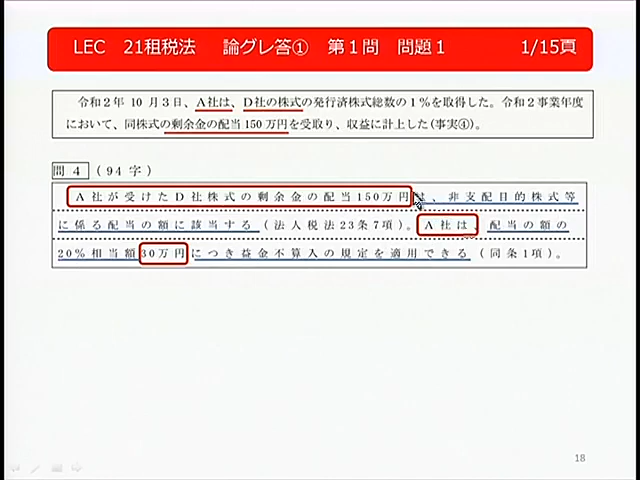 LEC 21租税法 論グレ答① 第1問 問題1 1/15頁
令和2年10月3日、A社は、D社の株式の発行済株式総数の1%を取得した。令和2事業年度
において、同株式の剰余金の配当150万円を受取り、収益に計上した(事実④)。
問4(94字)
A社が受けたD社株式の剰余金の配当150万円は、非支配目的株式等
に係る配当の額に該当する(法人税法23条7項)。A社は、配当の額の
20%相当額30万円につき益金不算入の規定を適用できる(同条1項)。
18